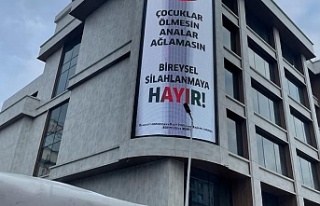 ÇOCUKLAR
ÖLMESİN
ANALAR
AĞLAMASIN
BİREYSEL
SİLAHLANMAYA
HAYIR!